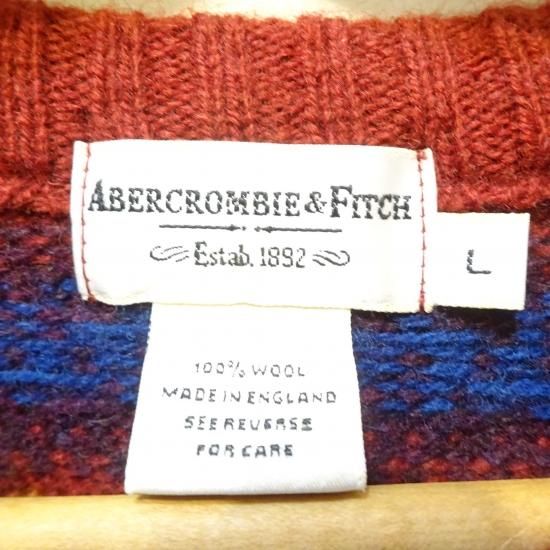 ABERCROMBIE & FITCH
Estab. 1892
L
100% WOOL
MADE IN ENGLAND
SEE REVERSE
FOR CARE